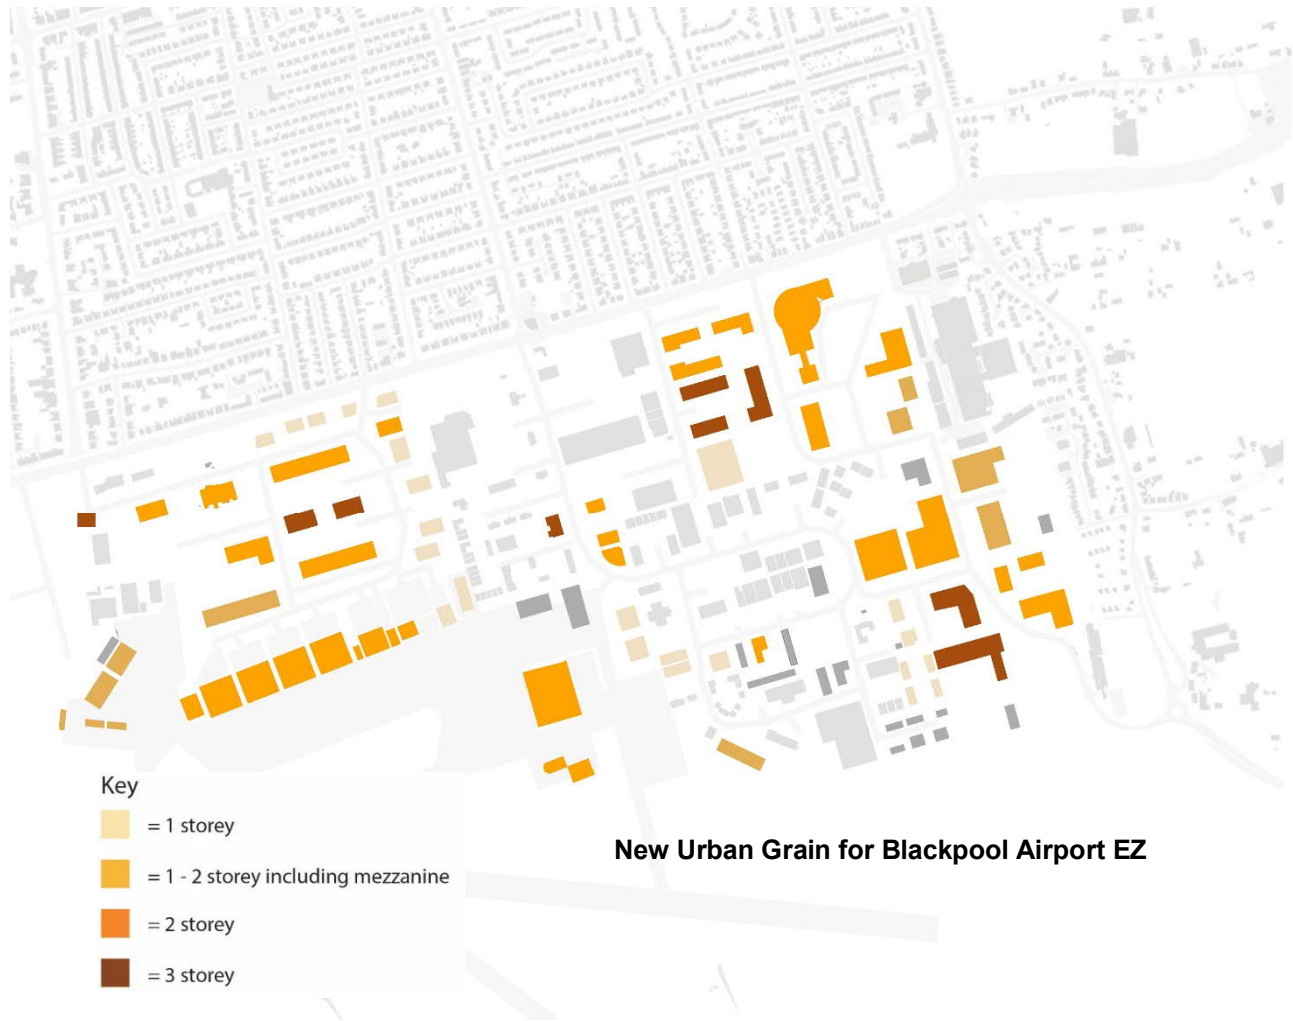 Key
= 1 storey
= 1 - 2 storey including mezzanine
= 2 storey
= 3 storey
New Urban Grain for Blackpool Airport EZ